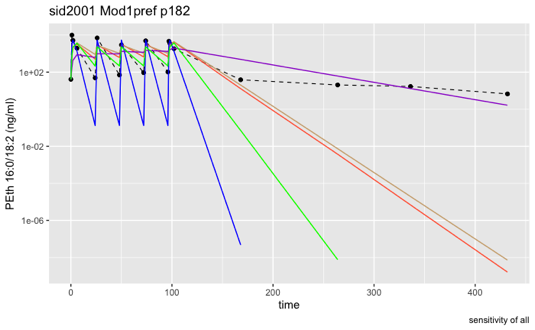 sid2001 Mod1pref p182
PEth 16:0/18:2 (ng/ml)
1e+02
1e-02
1e-06
0
100
200
300
400
time
sensitivity of all